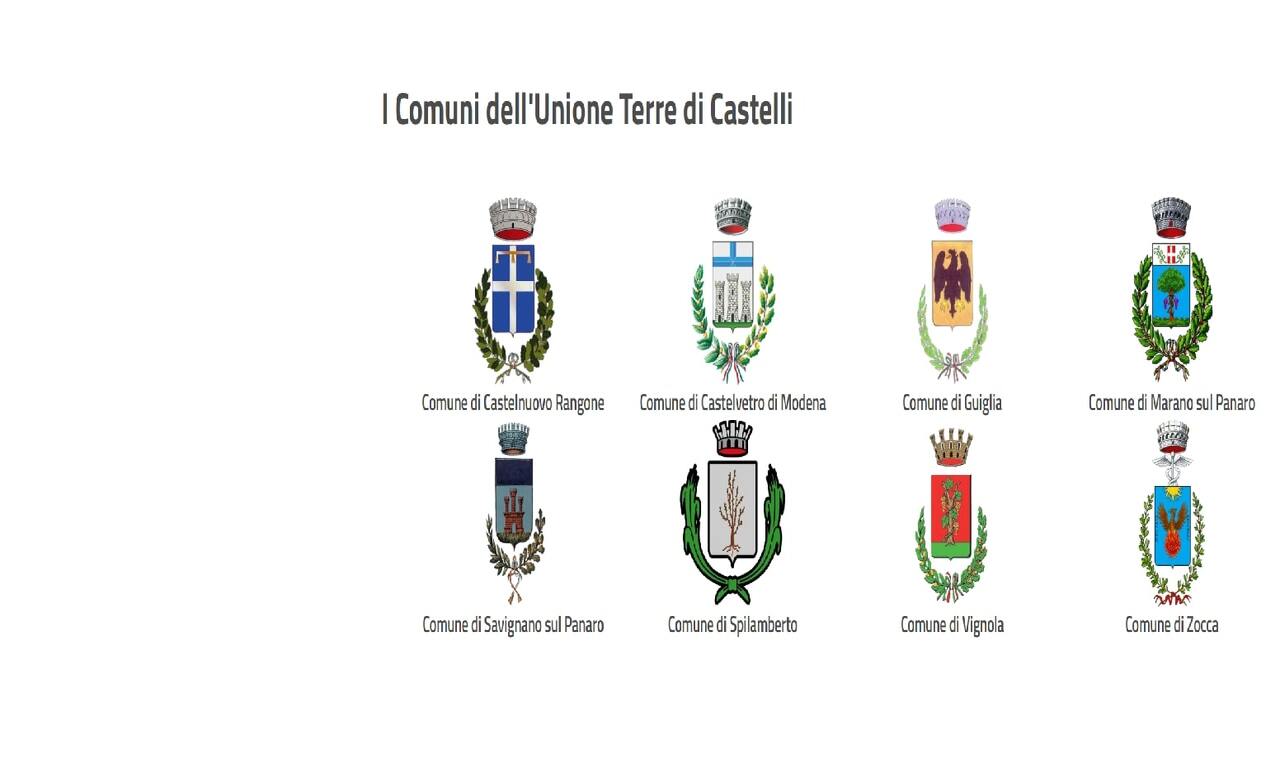 I Comuni dell'Unione Terre di Castelli
Comune di Castelnuovo Rangone
Comune di Castelvetro di Modena
Comune di Guiglia
Comune di Marano sul Panaro
Comune di Savignano sul Panaro
Comune di Spilamberto
Comune di Vignola
Comune di Zocca